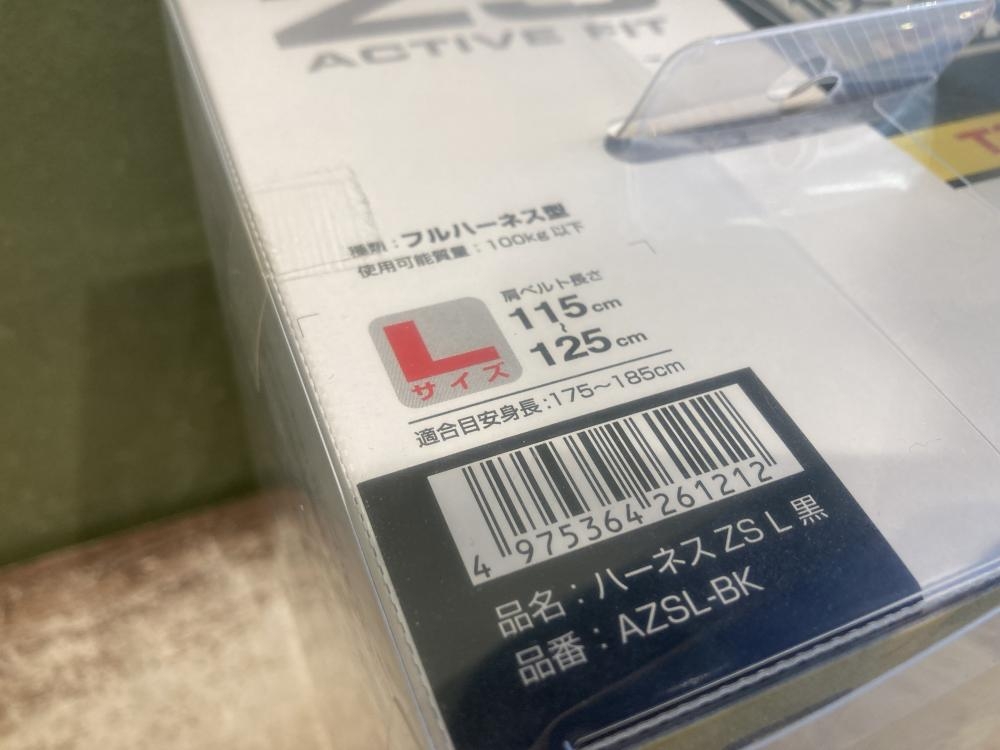 ACTIVE FIT
種類：フルハーネス型
使用可能質量：100kg以下
L
サイズ
肩ベルト長さ
115cm
～
125cm
適合目安身長：175～185cm
4 975364 261212
品名：ハーネス ZS L 黒
品番：AZSL-BK